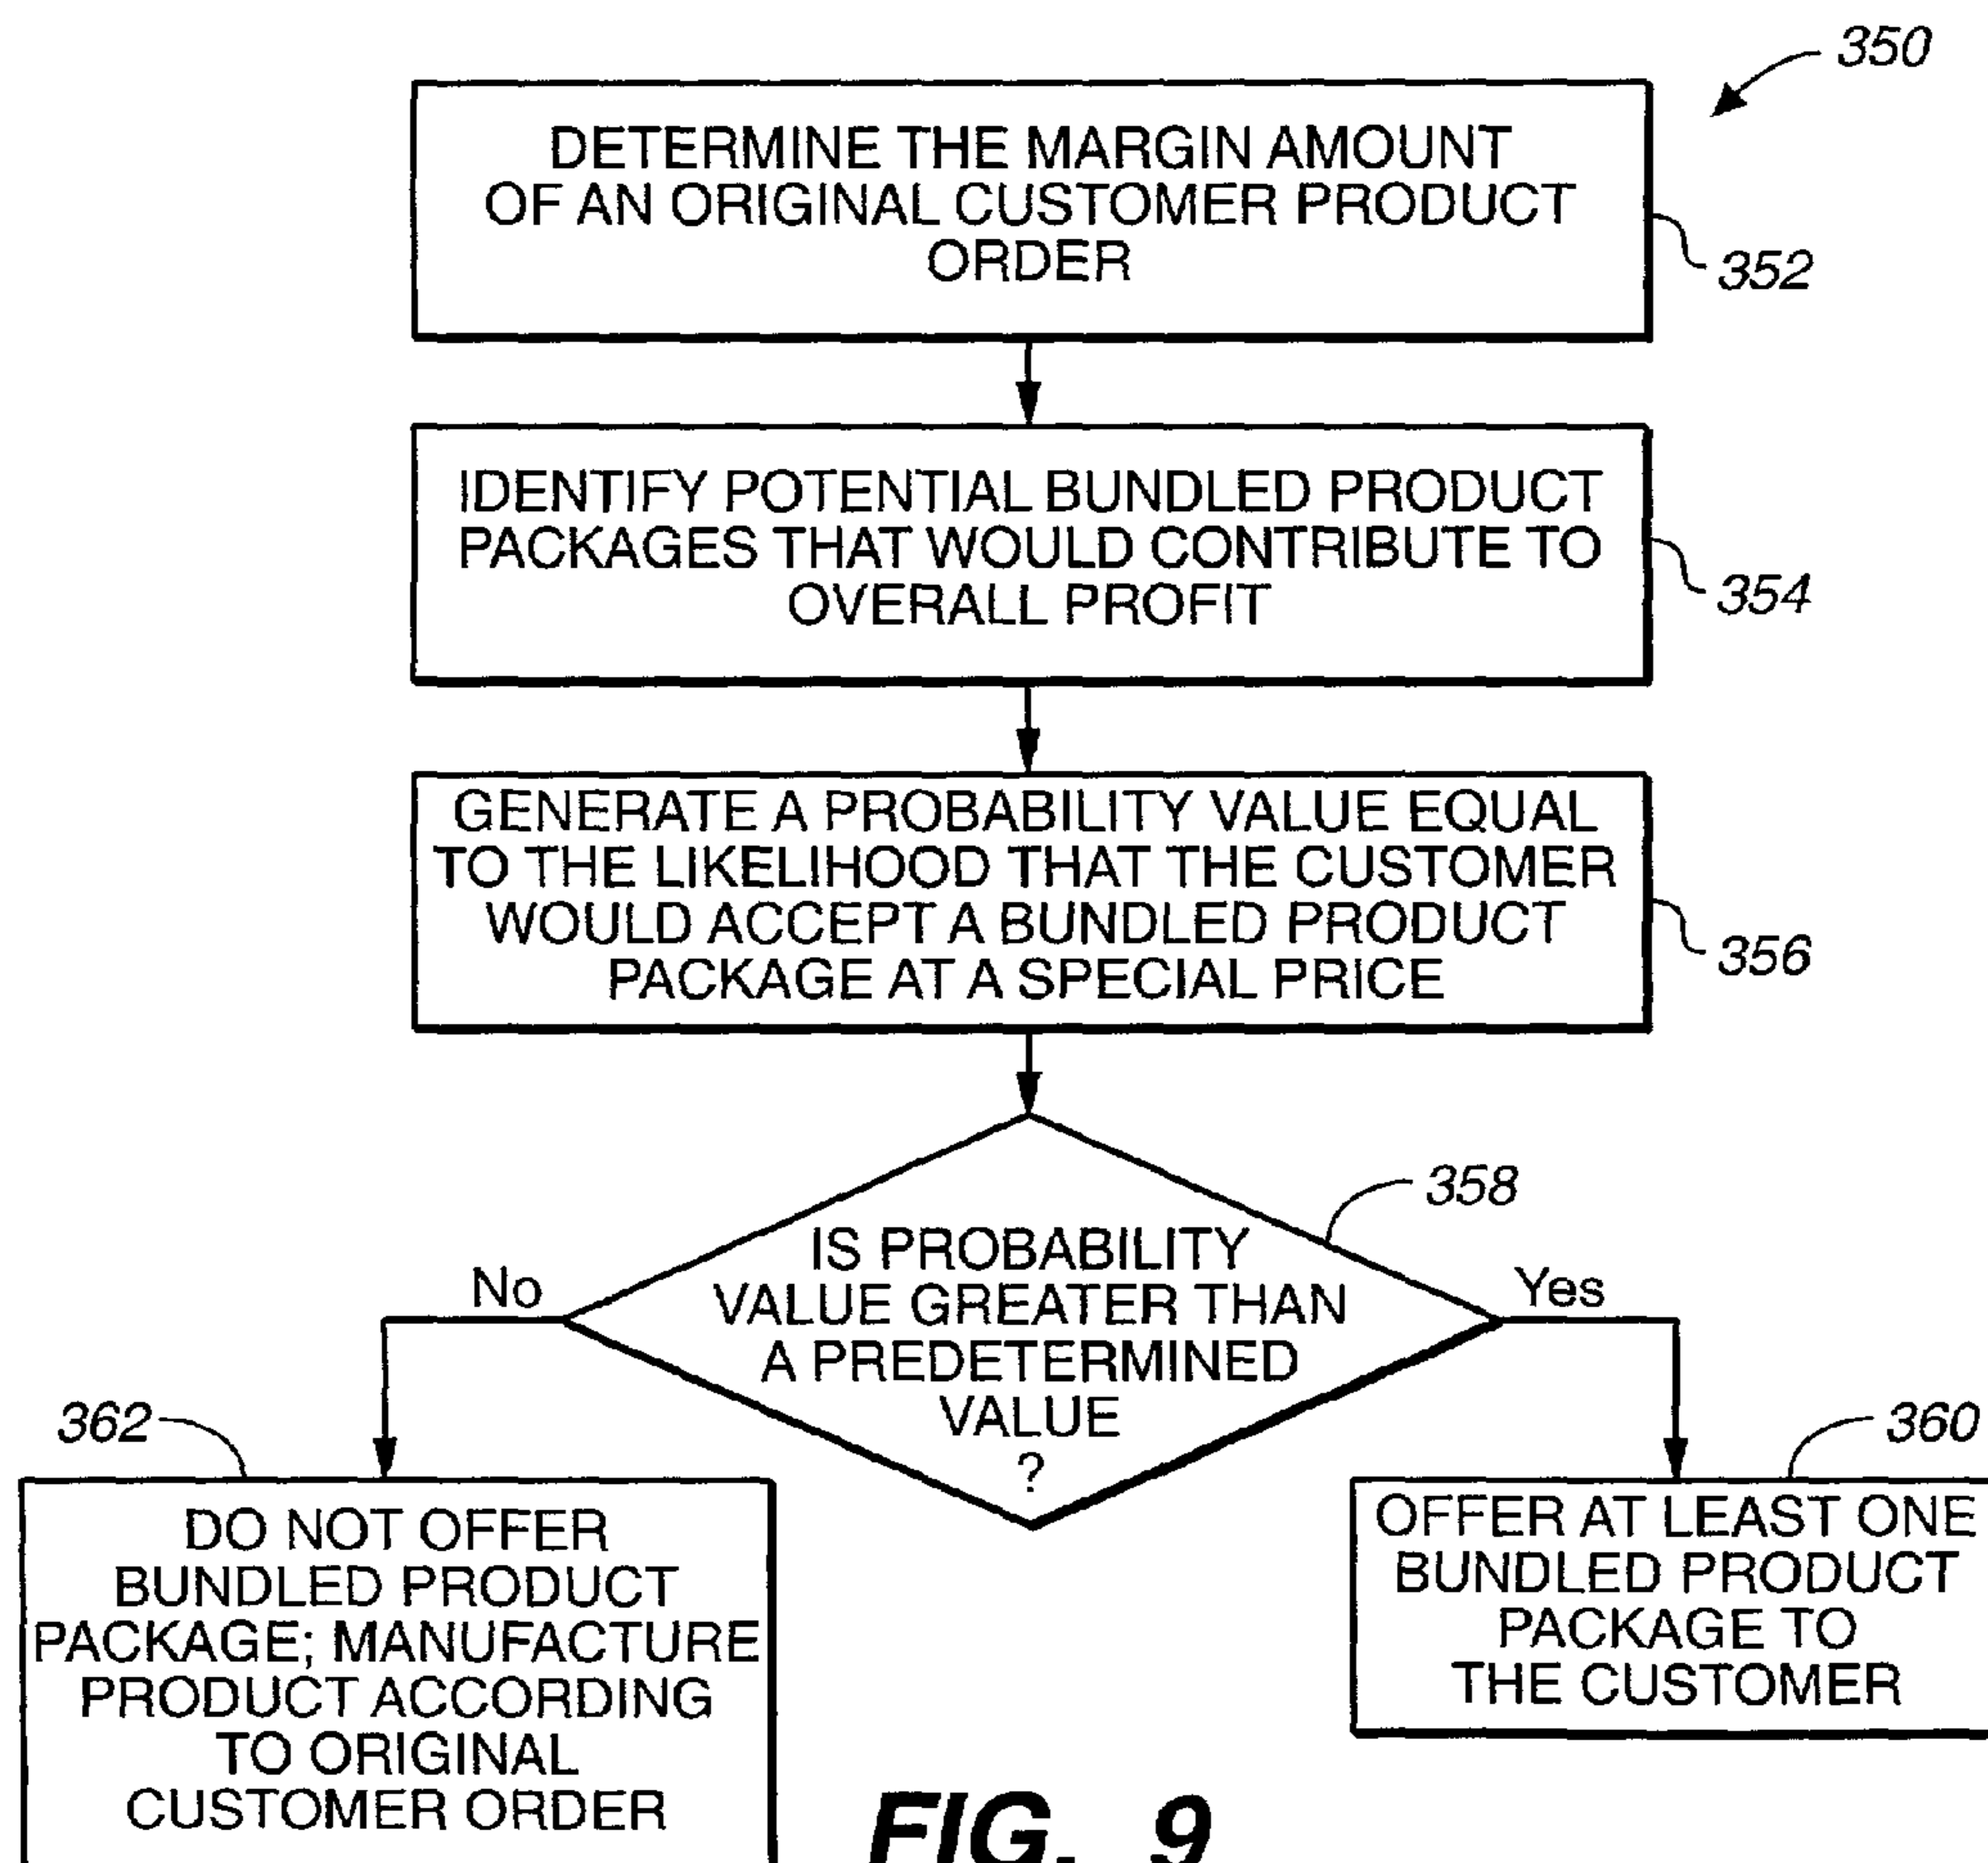 350
DETERMINE THE MARGIN AMOUNT
OF AN ORIGINAL CUSTOMER PRODUCT
ORDER
352
IDENTIFY POTENTIAL BUNDLED PRODUCT
PACKAGES THAT WOULD CONTRIBUTE TO
OVERALL PROFIT
354
GENERATE A PROBABILITY VALUE EQUAL
TO THE LIKELIHOOD THAT THE CUSTOMER
WOULD ACCEPT A BUNDLED PRODUCT
PACKAGE AT A SPECIAL PRICE
356
358
IS PROBABILITY
VALUE GREATER THAN
A PREDETERMINED
VALUE
?
No
Yes
362
DO NOT OFFER
BUNDLED PRODUCT
PACKAGE; MANUFACTURE
PRODUCT ACCORDING
TO ORIGINAL
CUSTOMER ORDER
360
OFFER AT LEAST ONE
BUNDLED PRODUCT
PACKAGE TO
THE CUSTOMER
FIG. 9